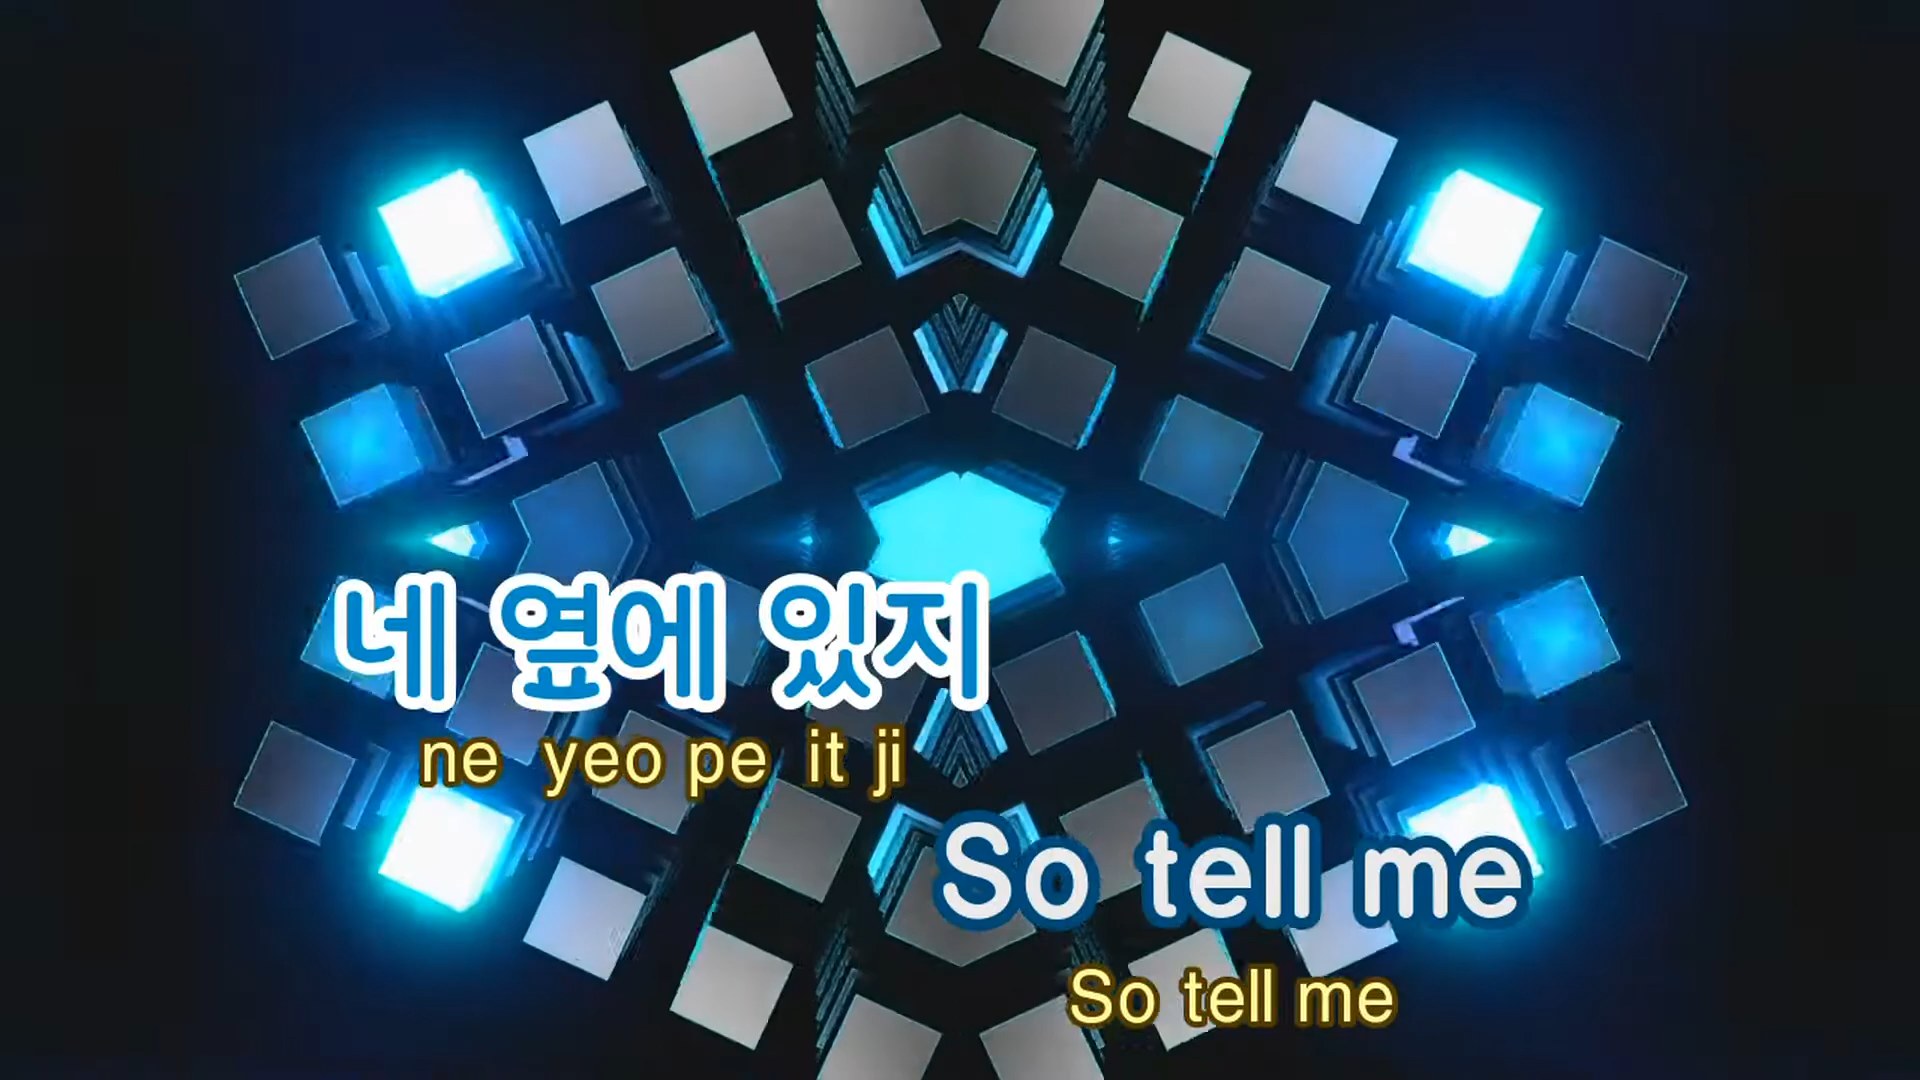 네 옆에 있지
ne yeo pe it ji
So tell me
So tell me